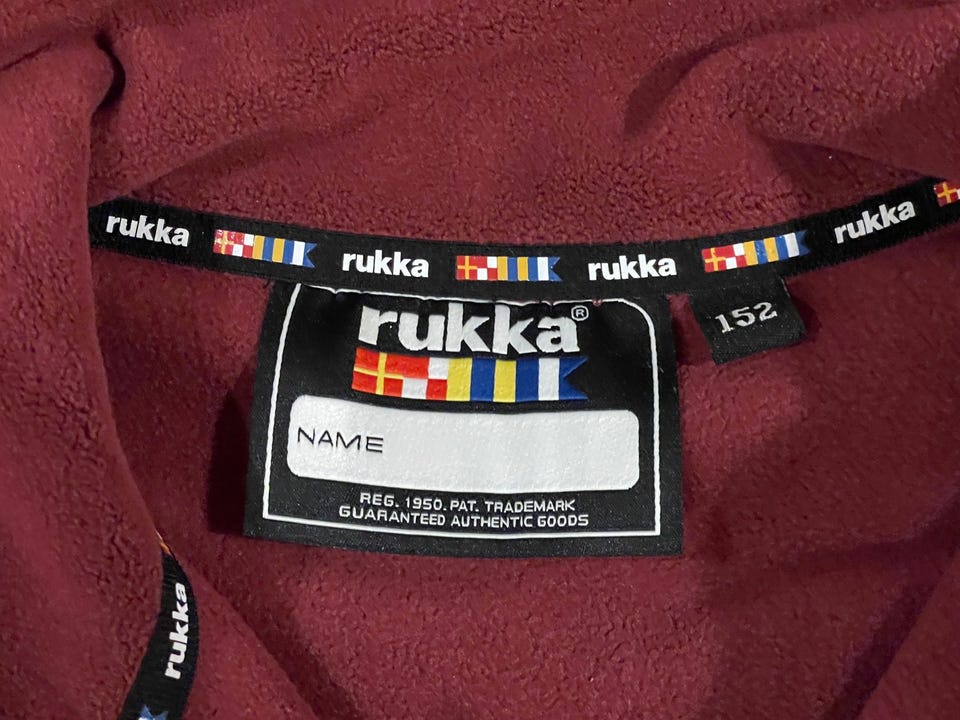 rukka rukka rukka rukka
rukka®
152
NAME
REG. 1950. PAT. TRADEMARK
GUARANTEED AUTHENTIC GOODS
rukka